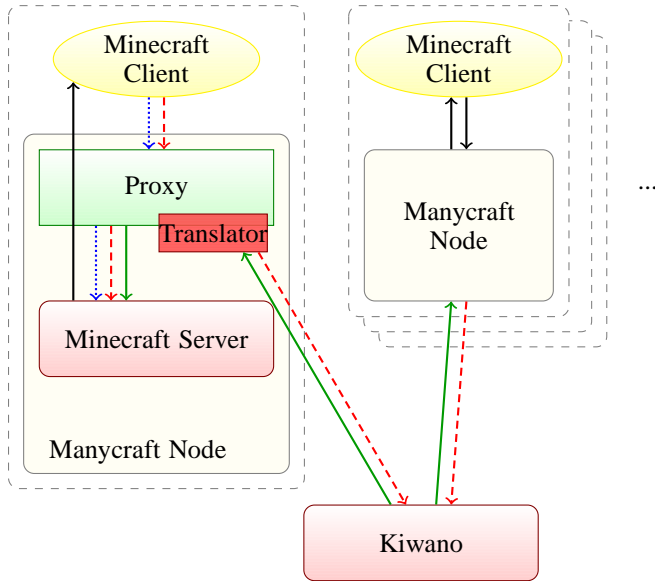 Minecraft
Client
Proxy
Translator
Minecraft Server
Manycraft Node
Minecraft
Client
Manycraft
Node
...
Kiwano